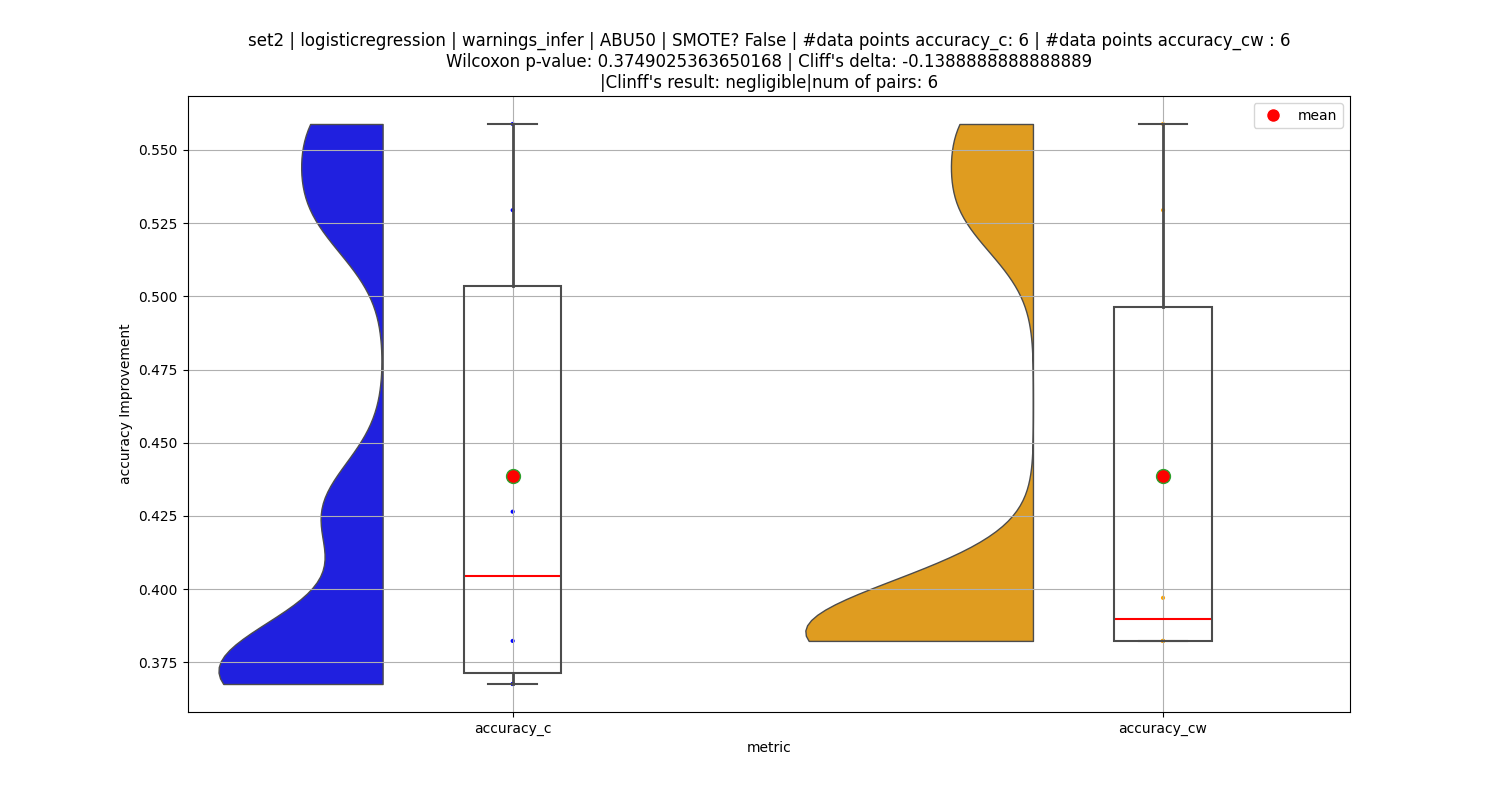 set2 | logisticregression | warnings_infer | ABU50 | SMOTE? False | #data points accuracy_c: 6 | #data points accuracy_cw : 6
Wilcoxon p-value: 0.3749025363650168 | Cliff's delta: -0.1388888888888889
|Clinff's result: negligible|num of pairs: 6
mean
0.550
0.525
0.500
0.475
0.450
0.425
0.400
0.375
accuracy Improvement
accuracy_c
accuracy_cw
metric